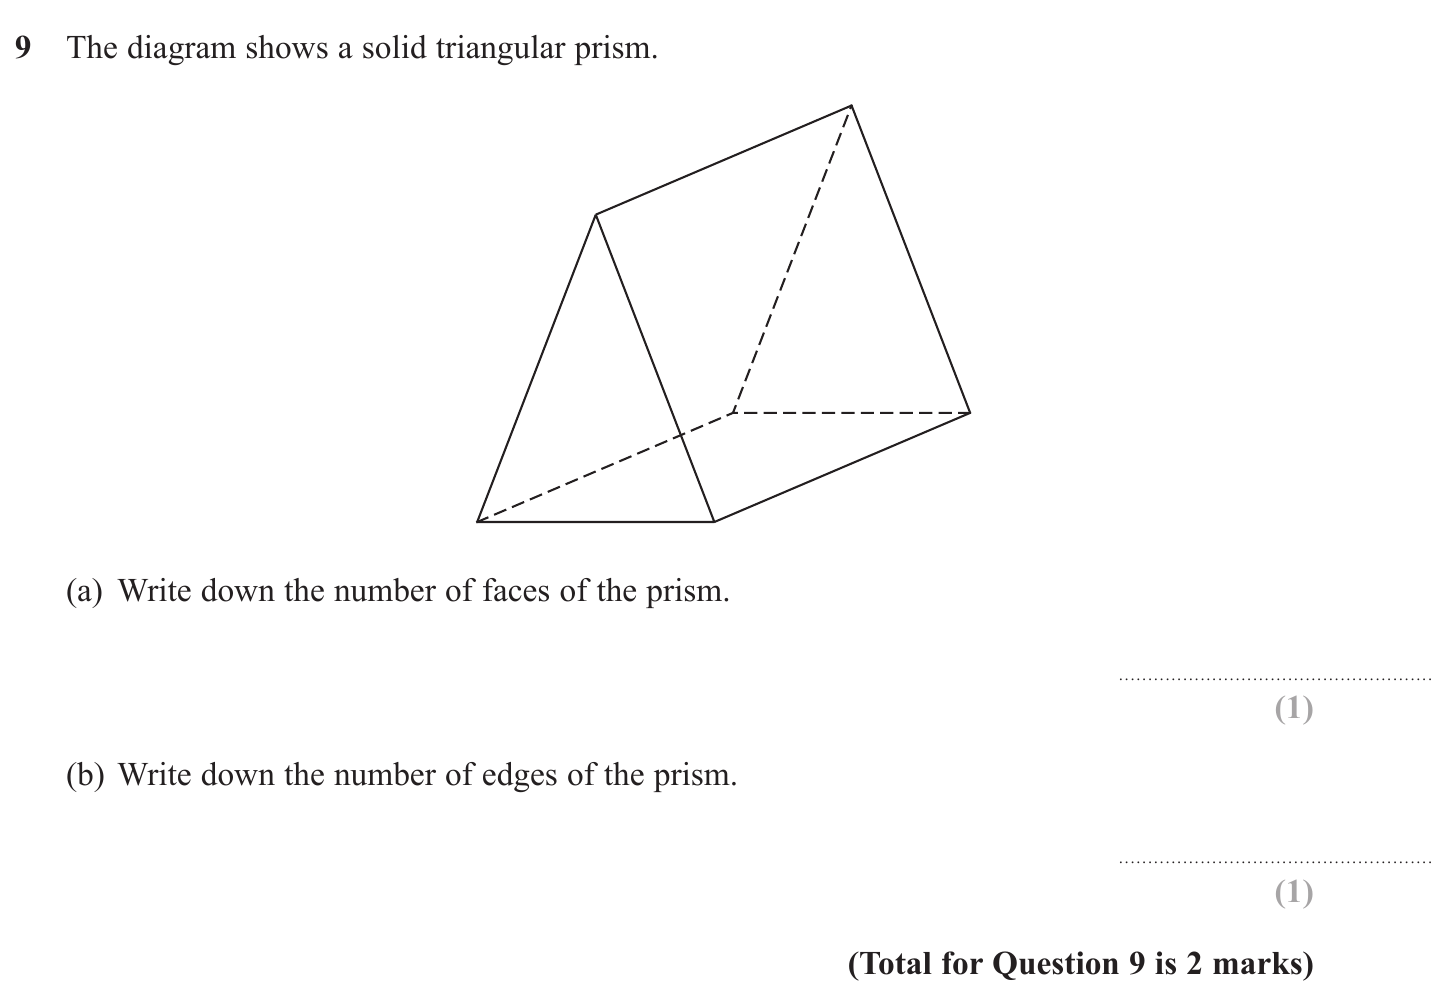 9 The diagram shows a solid triangular prism.
(a) Write down the number of faces of the prism.
(1)
(b) Write down the number of edges of the prism.
(1)
(Total for Question 9 is 2 marks)